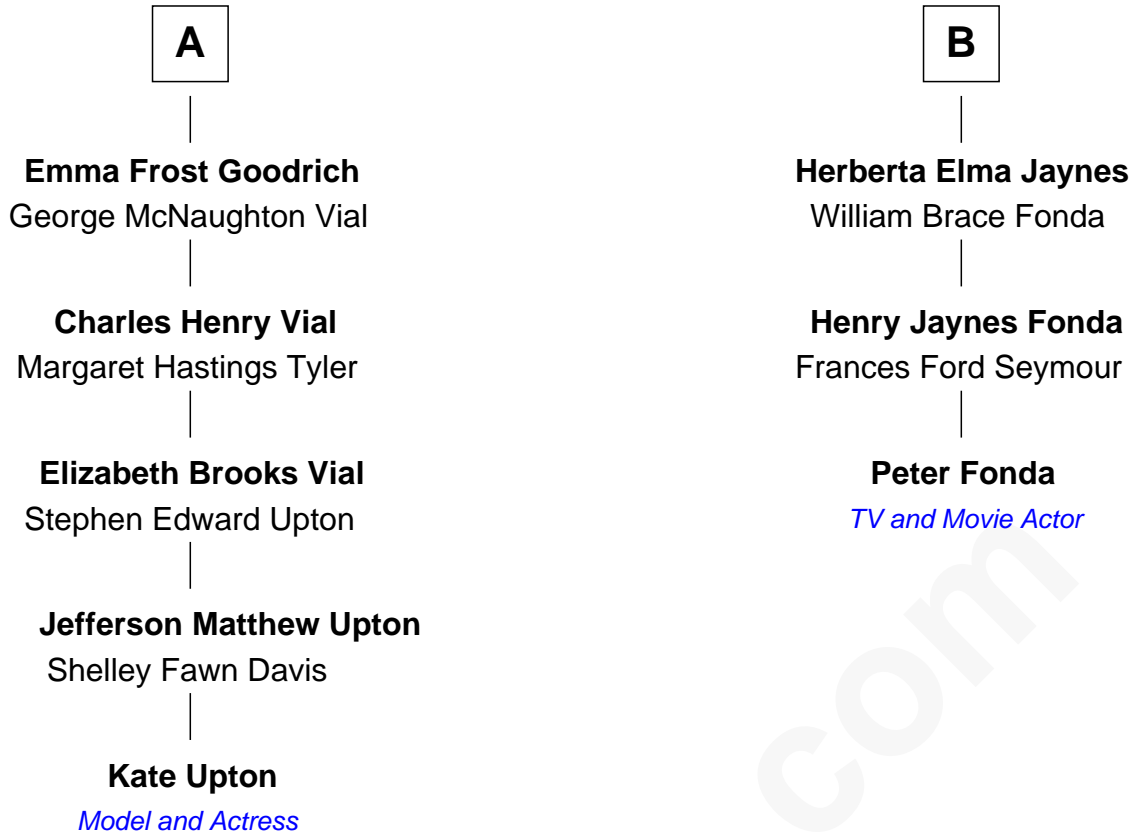 A
Emma Frost Goodrich
George McNaughton Vial
Charles Henry Vial
Margaret Hastings Tyler
Elizabeth Brooks Vial
Stephen Edward Upton
Jefferson Matthew Upton
Shelley Fawn Davis
Kate Upton
Model and Actress
B
Herberta Elma Jaynes
William Brace Fonda
Henry Jaynes Fonda
Frances Ford Seymour
Peter Fonda
TV and Movie Actor
com